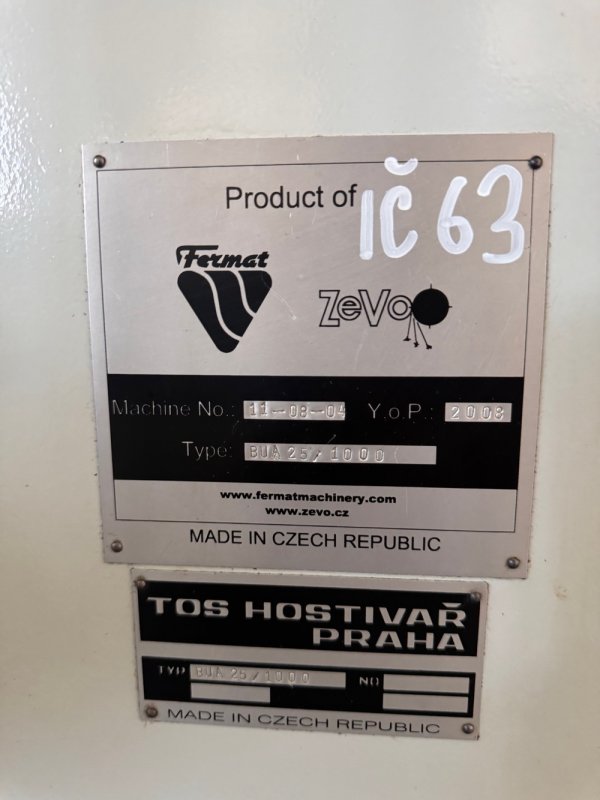 Product of
IČ 63
Fermat
ZeVo
Machine No.: 11-08-04 Y.o.P.: 2008
Type: BUA 25/1000
www.fermatmachinery.com
www.zevo.cz
MADE IN CZECH REPUBLIC
TOS HOSTIVAŘ
PRAHA
TYP BUA 25/1000 NO
MADE IN CZECH REPUBLIC